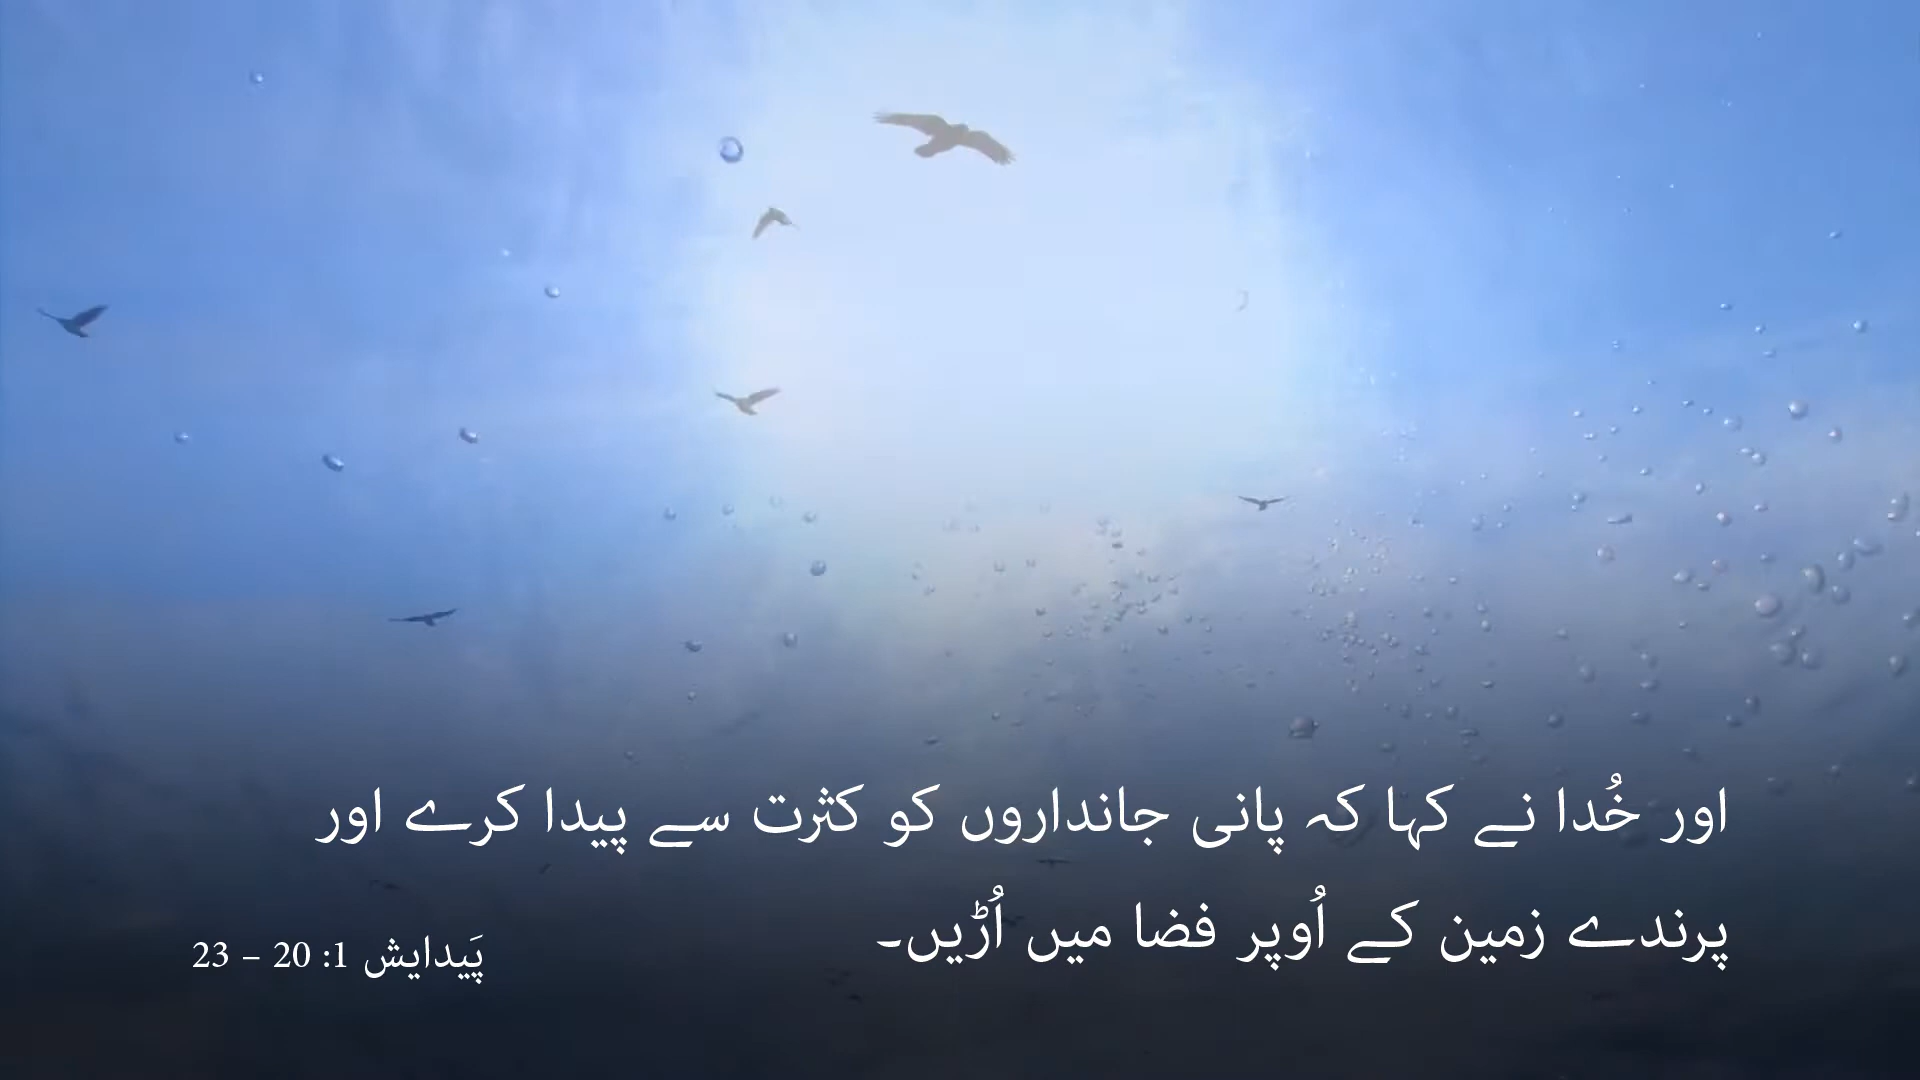 اور خُدا نے کہا کہ پانی جانداروں کو کثرت سے پیدا کرے اور
پرندے زمین کے اُوپر فضا میں اُڑیں۔
پَیدایش 1: 20 – 23